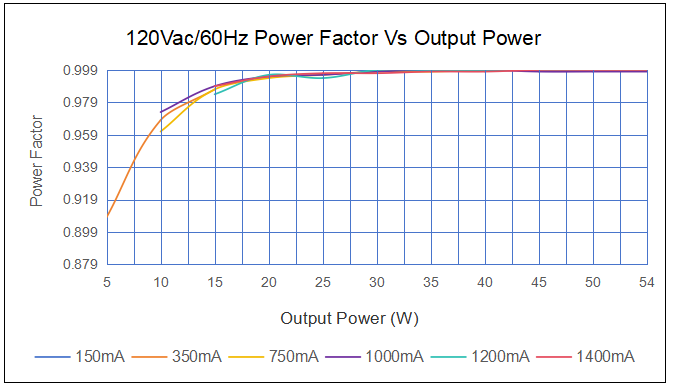 120Vac/60Hz Power Factor Vs Output Power
0.999
0.979
0.959
0.939
0.919
0.899
0.879
Power Factor
5 10 15 20 25 30 35 40 45 50 54
Output Power (W)
150mA 350mA 750mA 1000mA 1200mA 1400mA